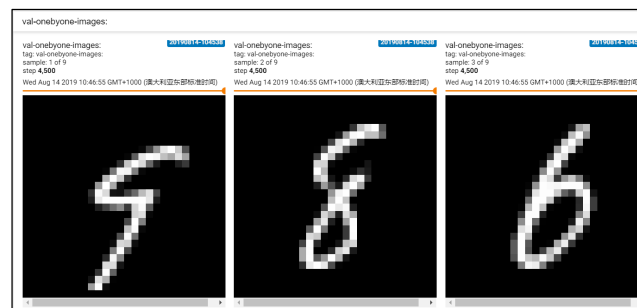 val-onebyone-images:
val-onebyone-images:
20190814-104538
tag: val-onebyone-images
sample: 1 of 9
step 4,500
Wed Aug 14 2019 10:46:55 GMT+1000 (澳大利亚东部标准时间)
val-onebyone-images:
20190814-104538
tag: val-onebyone-images
sample: 2 of 9
step 4,500
Wed Aug 14 2019 10:46:55 GMT+1000 (澳大利亚东部标准时间)
val-onebyone-images:
20190814-10453
tag: val-onebyone-images
sample: 3 of 9
step 4,500
Wed Aug 14 2019 10:46:55 GMT+1000 (澳大利亚东部标准时间)
9 8 6